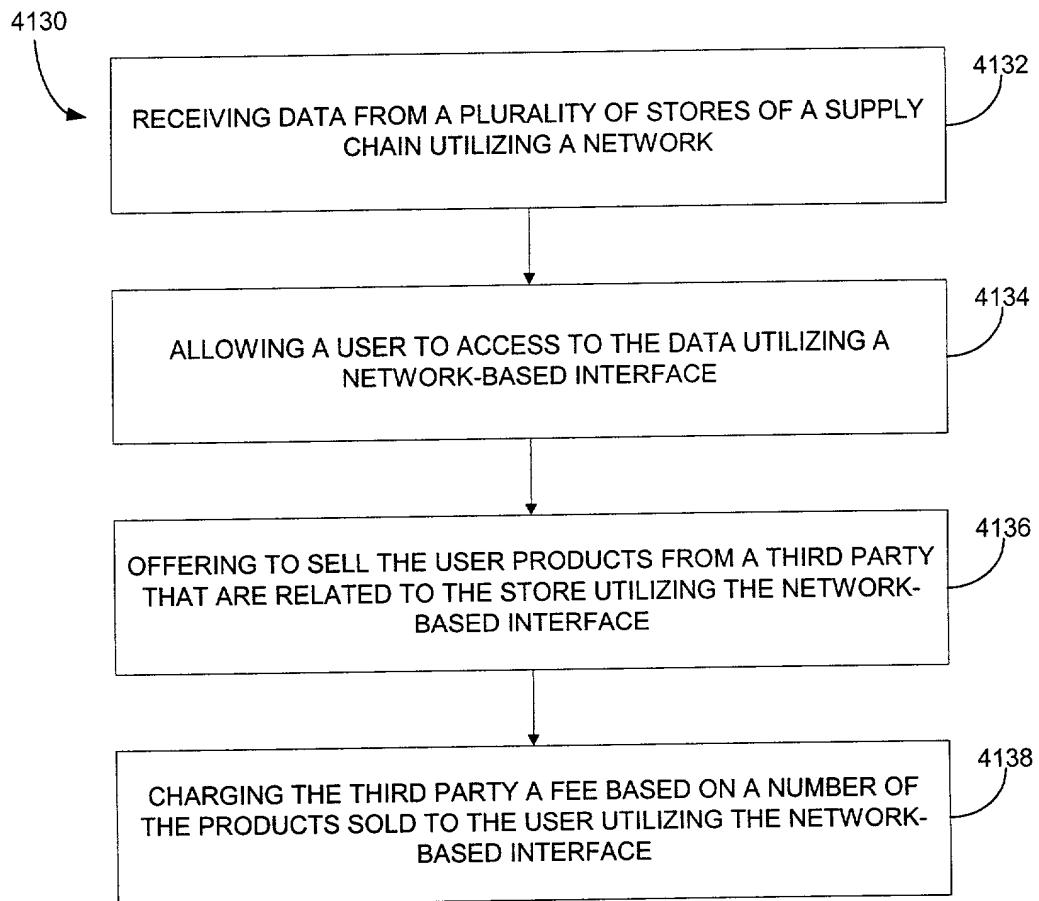 4130
4132
RECEIVING DATA FROM A PLURALITY OF STORES OF A SUPPLY
CHAIN UTILIZING A NETWORK
4134
ALLOWING A USER TO ACCESS TO THE DATA UTILIZING A
NETWORK-BASED INTERFACE
4136
OFFERING TO SELL THE USER PRODUCTS FROM A THIRD PARTY
THAT ARE RELATED TO THE STORE UTILIZING THE NETWORK-
BASED INTERFACE
4138
CHARGING THE THIRD PARTY A FEE BASED ON A NUMBER OF
THE PRODUCTS SOLD TO THE USER UTILIZING THE NETWORK-
BASED INTERFACE